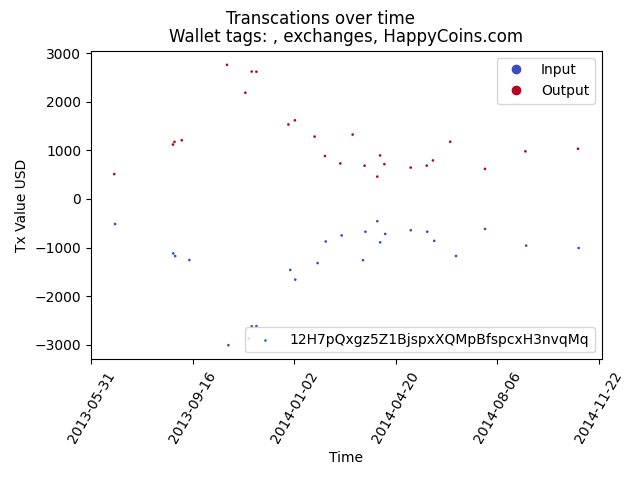 Transcations over time
Wallet tags: , exchanges, HappyCoins.com
Input
Output
Tx Value USD
3000
2000
1000
0
−1000
−2000
−3000
12H7pQxgz5Z1BjspxXQMpBfspcxH3nvqMq
2013-05-31
2013-09-16
2014-01-02
2014-04-20
2014-08-06
2014-11-22
Time